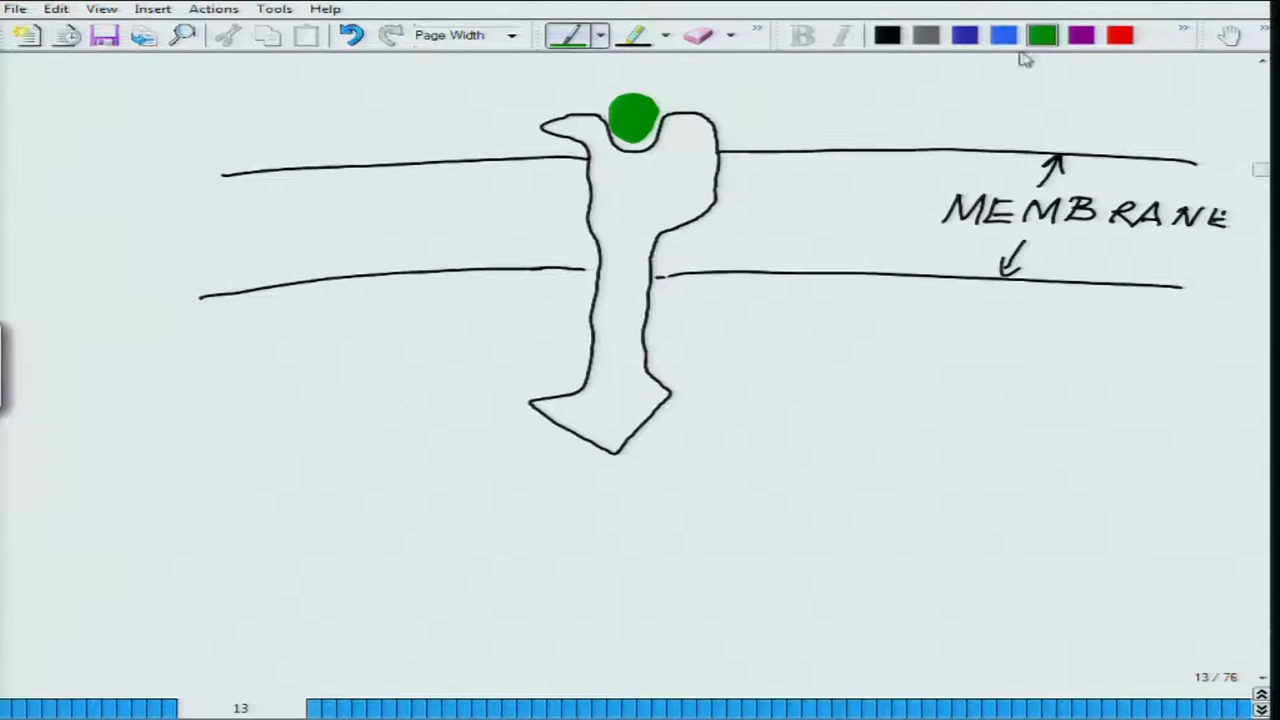 File Edit View Insert Actions Tools Help
Page Width B I
MEMBRANE
13 / 76
13